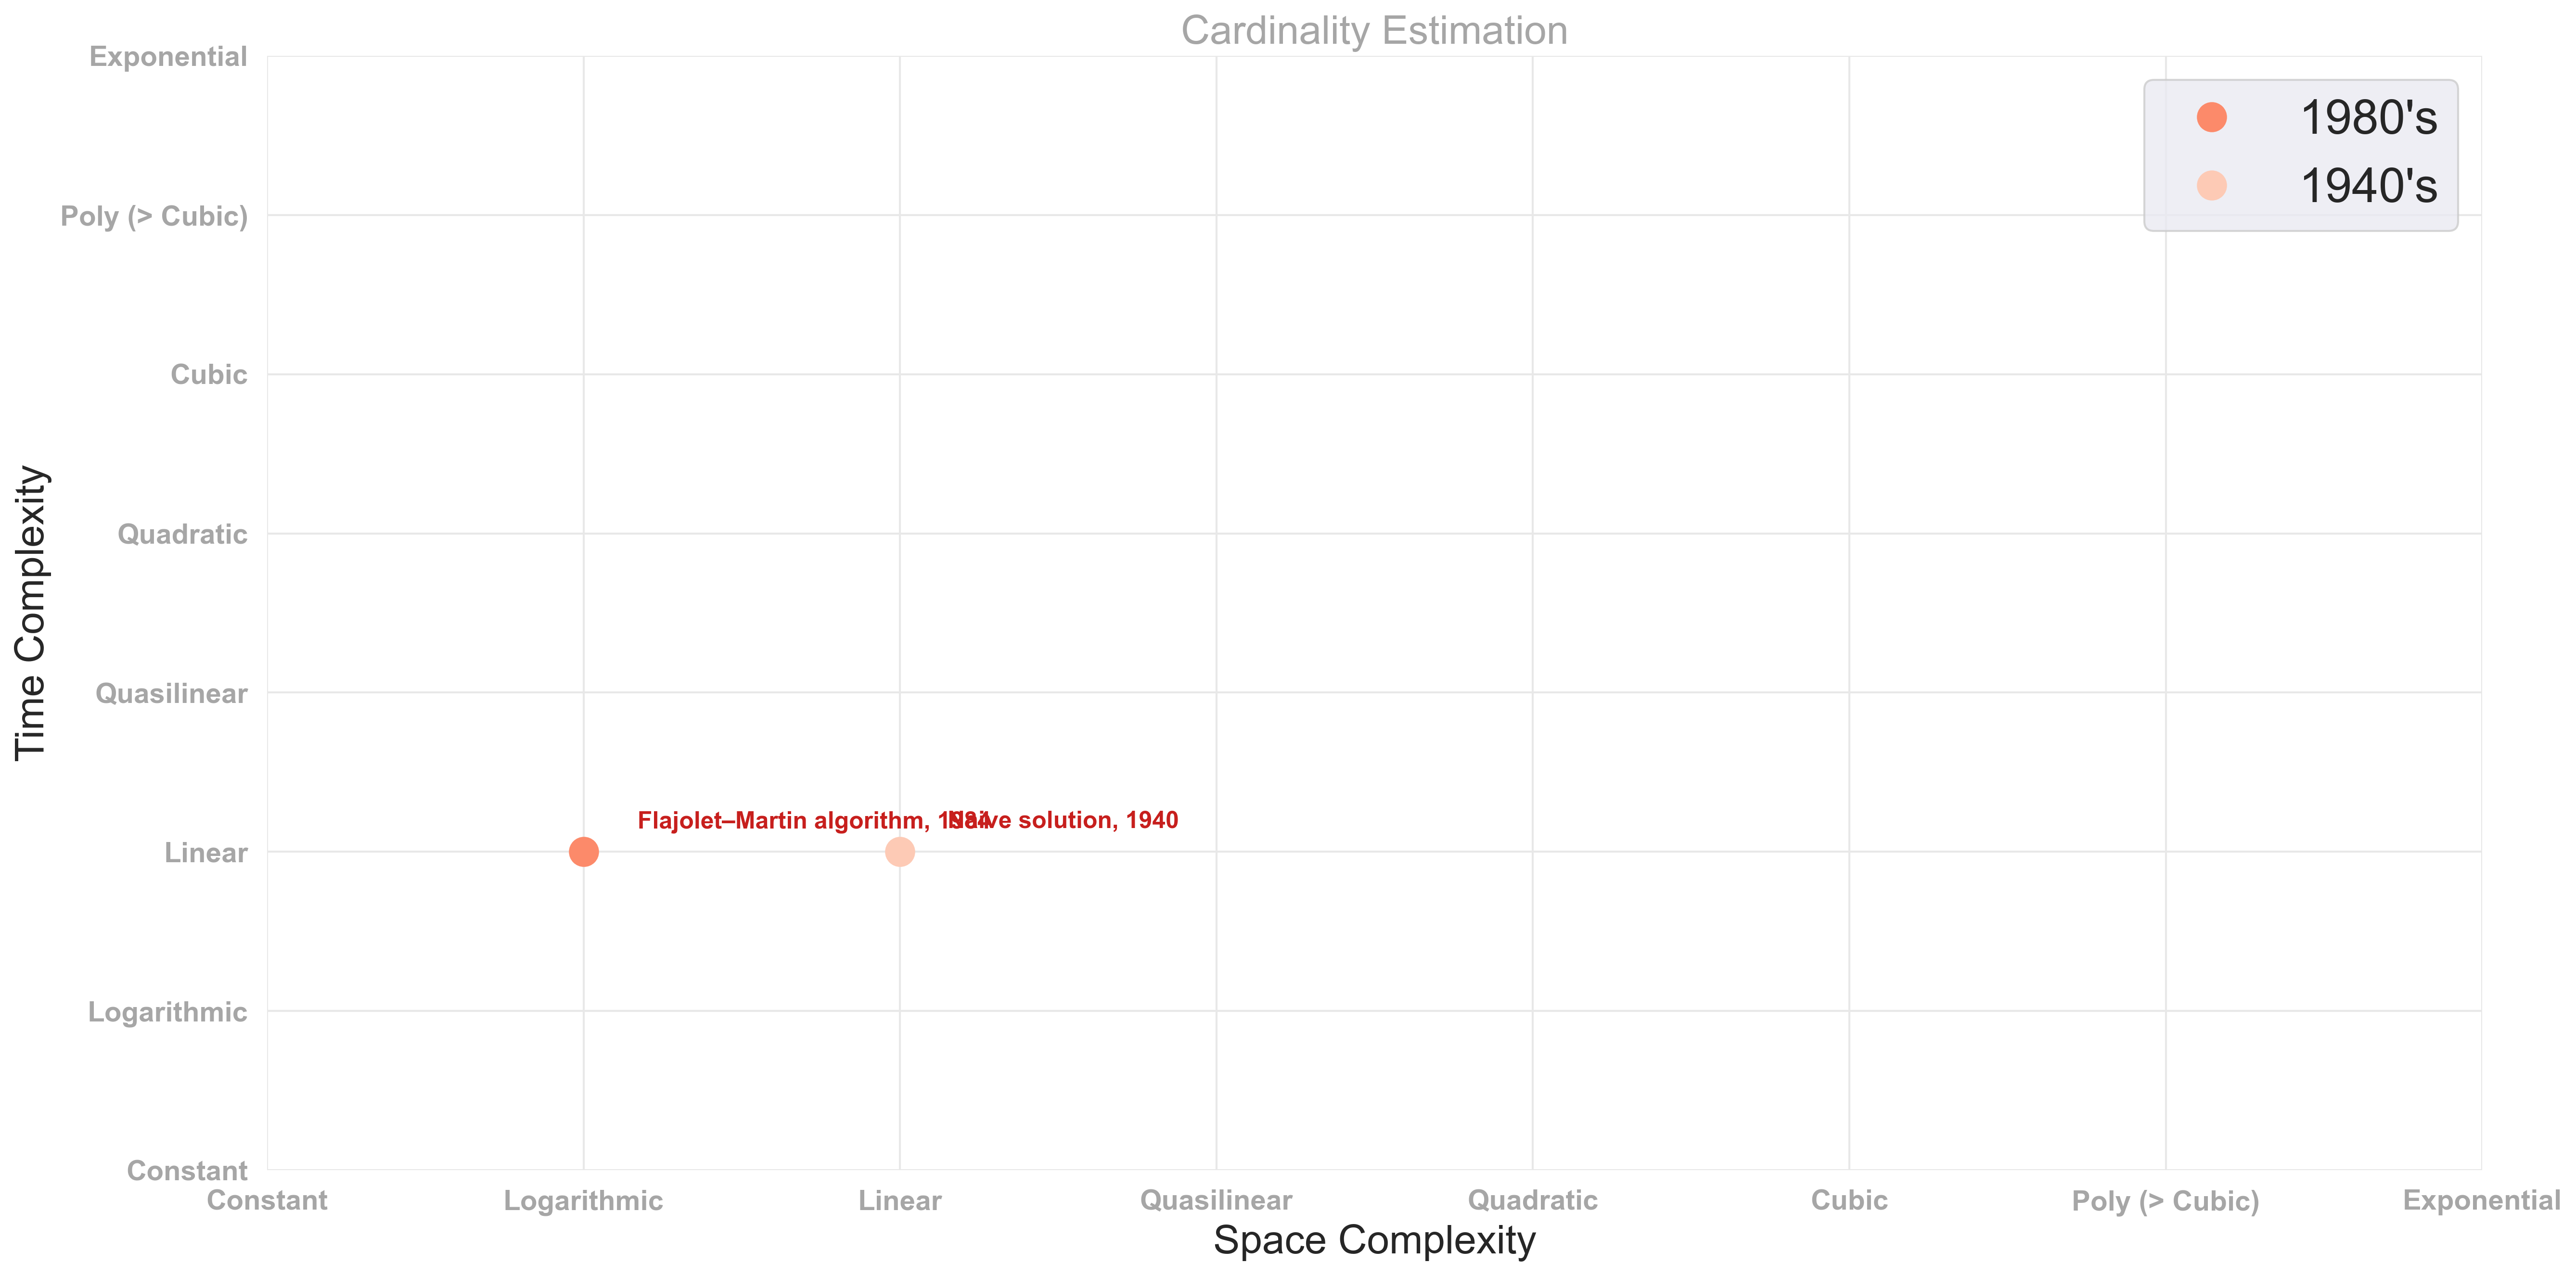 Cardinality Estimation
Exponential
Poly (> Cubic)
Cubic
Quadratic
Quasilinear
Linear
Logarithmic
Constant
Time Complexity
1980's
1940's
Flajolet–Martin algorithm, 1984
Naive solution, 1940
Constant
Logarithmic
Linear
Quasilinear
Quadratic
Cubic
Poly (> Cubic)
Exponential
Space Complexity